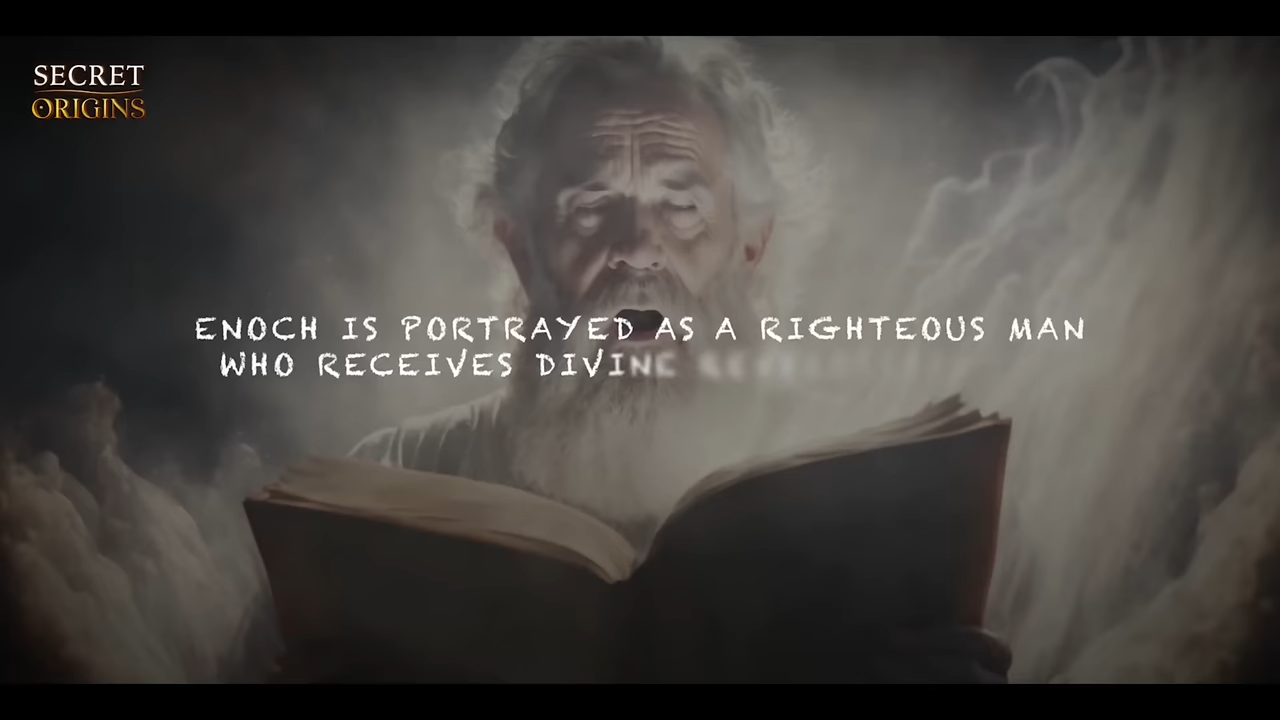 SECRET
ORIGINS
ENOCH IS PORTRAYED AS A RIGHTEOUS MAN
WHO RECEIVES DIVINE